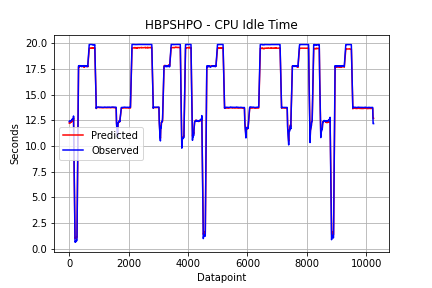 HBPSHPO - CPU Idle Time
20.0
17.5
15.0
12.5
10.0
7.5
5.0
2.5
0.0
Seconds
Predicted
Observed
0 2000 4000 6000 8000 10000
Datapoint